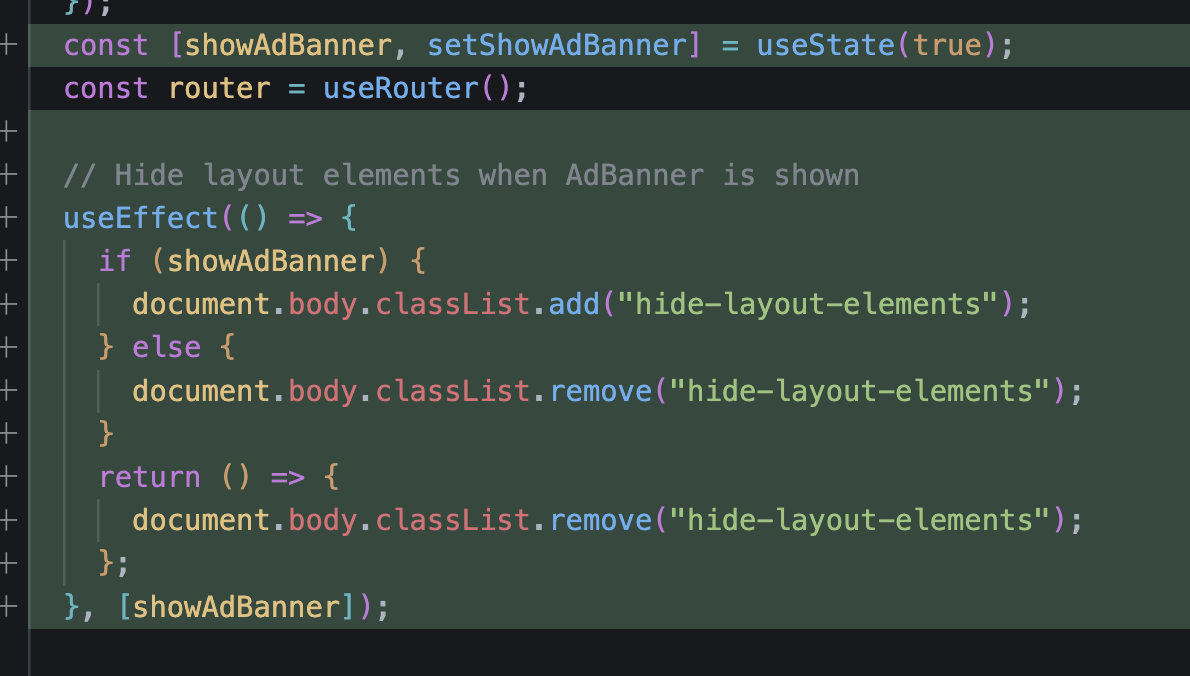 });
+ const [showAdBanner, setShowAdBanner] = useState(true);
const router = useRouter();
+
+ // Hide layout elements when AdBanner is shown
+ useEffect(() => {
+   if (showAdBanner) {
+     document.body.classList.add("hide-layout-elements");
+   } else {
+     document.body.classList.remove("hide-layout-elements");
+   }
+   return () => {
+     document.body.classList.remove("hide-layout-elements");
+   };
+ }, [showAdBanner]);